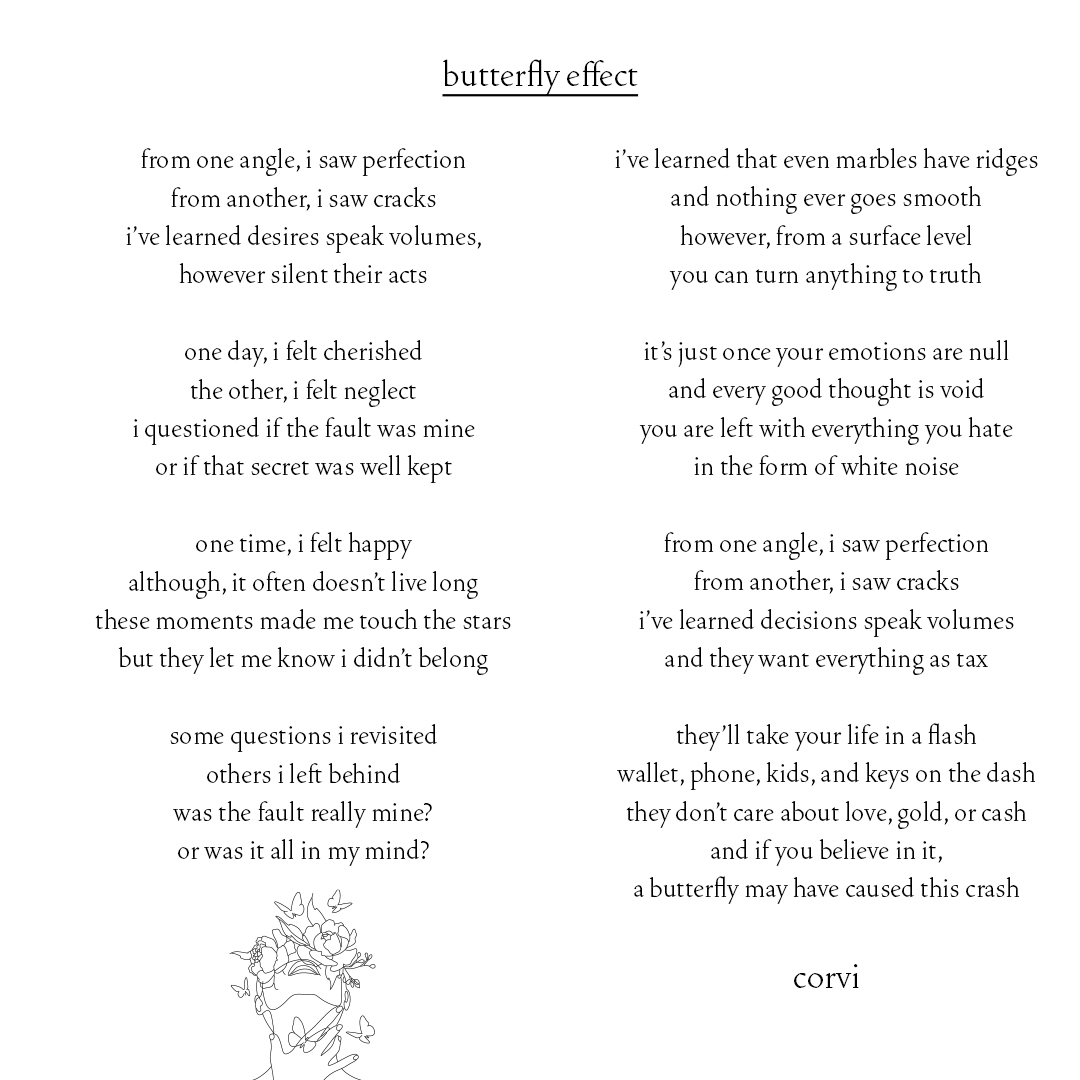 butterfly effect
from one angle, i saw perfection
from another, i saw cracks
i've learned desires speak volumes,
however silent their acts
one day, i felt cherished
the other, i felt neglect
i questioned if the fault was mine
or if that secret was well kept
one time, i felt happy
although, it often doesn't live long
these moments made me touch the stars
but they let me know i didn't belong
some questions i revisited
others i left behind
was the fault really mine?
or was it all in my mind?
i've learned that even marbles have ridges
and nothing ever goes smooth
however, from a surface level
you can turn anything to truth
it's just once your emotions are null
and every good thought is void
you are left with everything you hate
in the form of white noise
from one angle, i saw perfection
from another, i saw cracks
i've learned decisions speak volumes
and they want everything as tax
they'll take your life in a flash
wallet, phone, kids, and keys on the dash
they don't care about love, gold, or cash
and if you believe in it,
a butterfly may have caused this crash
corvi